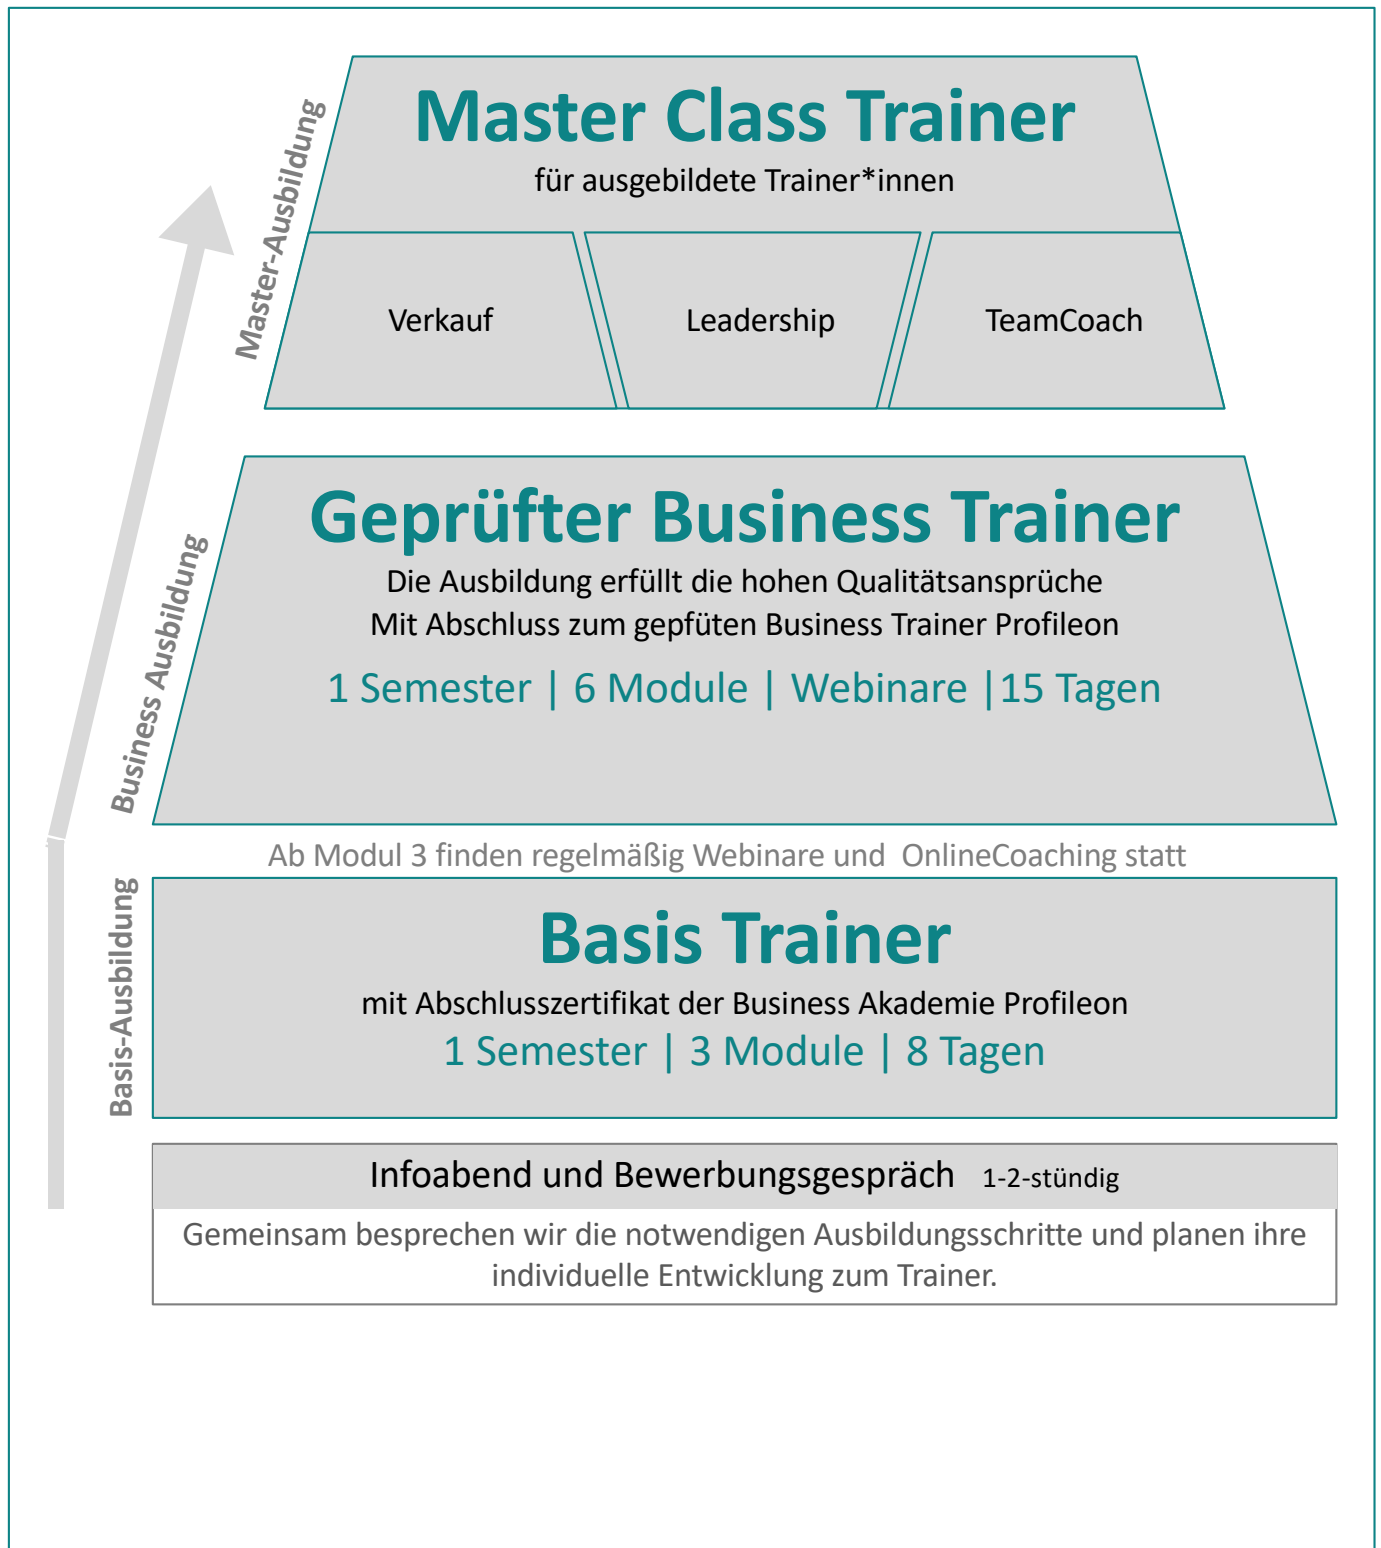 Master-Ausbildung
Master Class Trainer
für ausgebildete Trainer*innen
Verkauf
Leadership
TeamCoach
Business Ausbildung
Geprüfter Business Trainer
Die Ausbildung erfüllt die hohen Qualitätsansprüche
Mit Abschluss zum gepfüten Business Trainer Profileon
1 Semester | 6 Module | Webinare |15 Tagen
Ab Modul 3 finden regelmäßig Webinare und  OnlineCoaching statt
Basis-Ausbildung
Basis Trainer
mit Abschlusszertifikat der Business Akademie Profileon
1 Semester | 3 Module | 8 Tagen
Infoabend und Bewerbungsgespräch 1-2-stündig
Gemeinsam besprechen wir die notwendigen Ausbildungsschritte und planen ihre
individuelle Entwicklung zum Trainer.